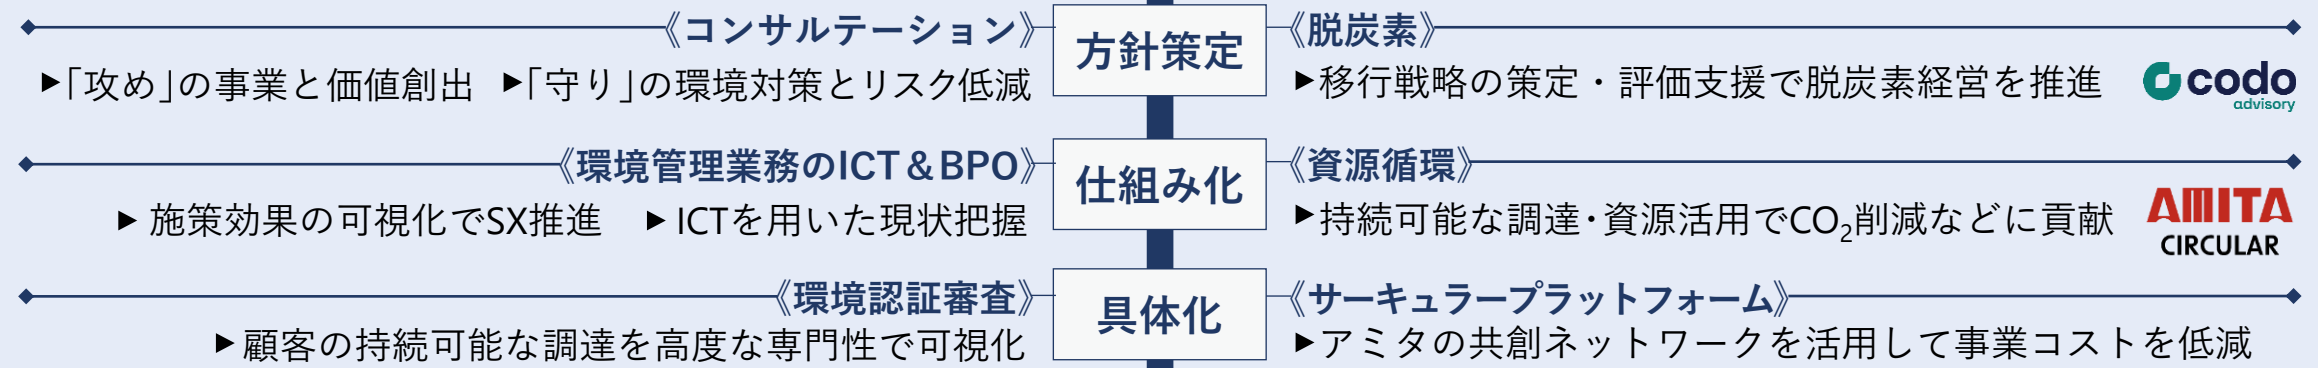 《コンサルテーション》
▶「攻め」の事業と価値創出 ▶「守り」の環境対策とリスク低減
方針策定
《脱炭素》
▶移行戦略の策定・評価支援で脱炭素経営を推進
codo
advisory
《環境管理業務のICT＆BPO》
▶ 施策効果の可視化でSX推進 ▶ ICTを用いた現状把握
仕組み化
《資源循環》
▶持続可能な調達･資源活用でCO₂削減などに貢献
AMITA
CIRCULAR
《環境認証審査》
▶顧客の持続可能な調達を高度な専門性で可視化
具体化
《サーキュラープラットフォーム》
▶アミタの共創ネットワークを活用して事業コストを低減